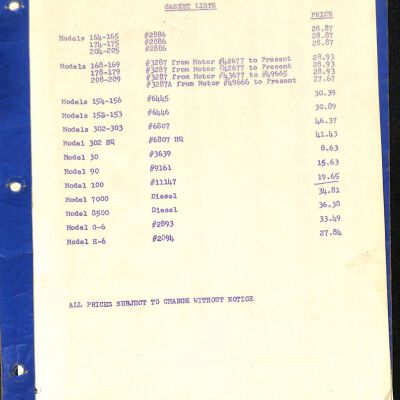 GASKET LISTS
PRICE
Models 164-165 #2886 28.87
174-175 #2886 28.87
204-205 #2886 28.87
Models 168-169 #3287 from Motor #42677 to Present 28.93
178-179 #3287 from Motor #42677 to Present 28.93
208-209 #3287 from Motor #43677 to #49665 28.93
#3287A from Motor #49666 to Present 27.67
Models 154-156 #6445 30.39
Models 152-153 #6446 30.89
Models 302-303 #6807 46.37
Model 302 HQ #6807 HQ 41.43
Model 30 #3639 8.63
Model 90 #9161 15.63
Model 100 #11147 19.65
Model 7000 Diesel 34.81
Model 8500 Diesel 36.38
Model G-6 #2893 33.49
Model H-6 #2894 27.84
ALL PRICES SUBJECT TO CHANGE WITHOUT NOTICE